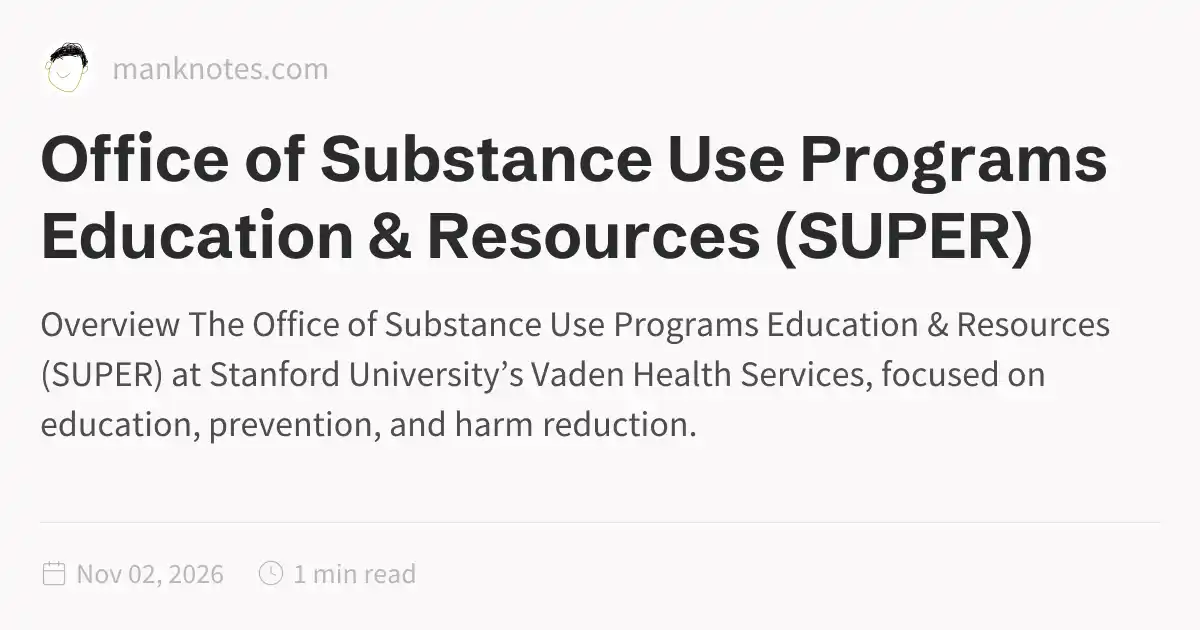 manknotes.com
Office of Substance Use Programs
Education & Resources (SUPER)
Overview The Office of Substance Use Programs Education & Resources
(SUPER) at Stanford University’s Vaden Health Services, focused on
education, prevention, and harm reduction.
Nov 02, 2026 1 min read